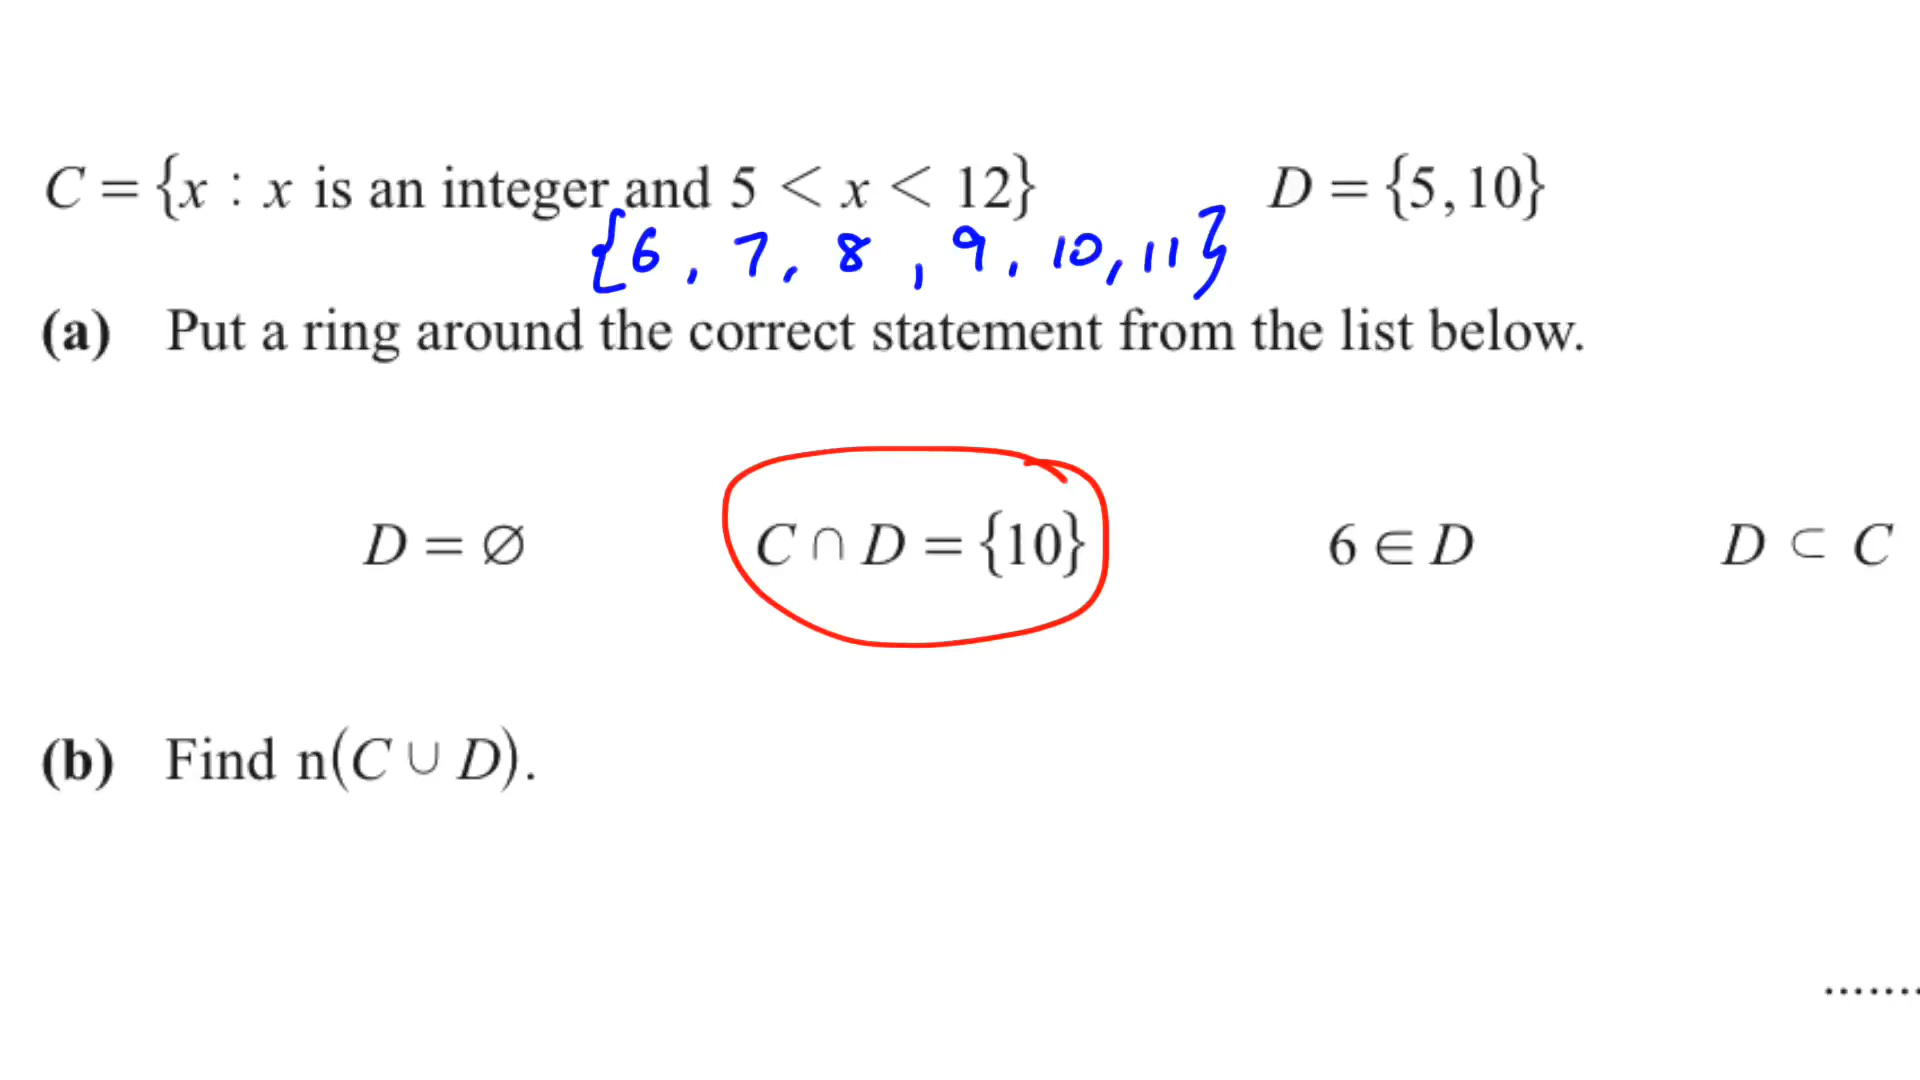 C = {x : x is an integer and 5 < x < 12} D = {5, 10}
{6, 7, 8, 9, 10, 11}
(a) Put a ring around the correct statement from the list below.
D = ∅ C ∩ D = {10} 6 ∈ D D ⊂ C
(b) Find n(C ∪ D).
.......